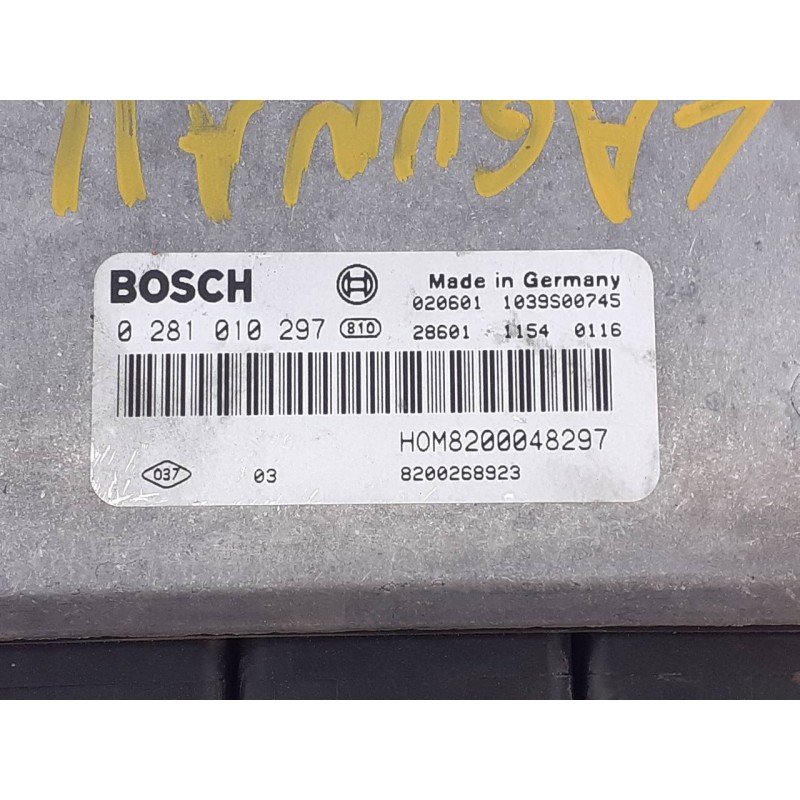 LAGUNA II
BOSCH Made in Germany
020601 1039S00745
0 281 010 297 810 28601 1154 0116
HOM8200048297
037 03 8200268923